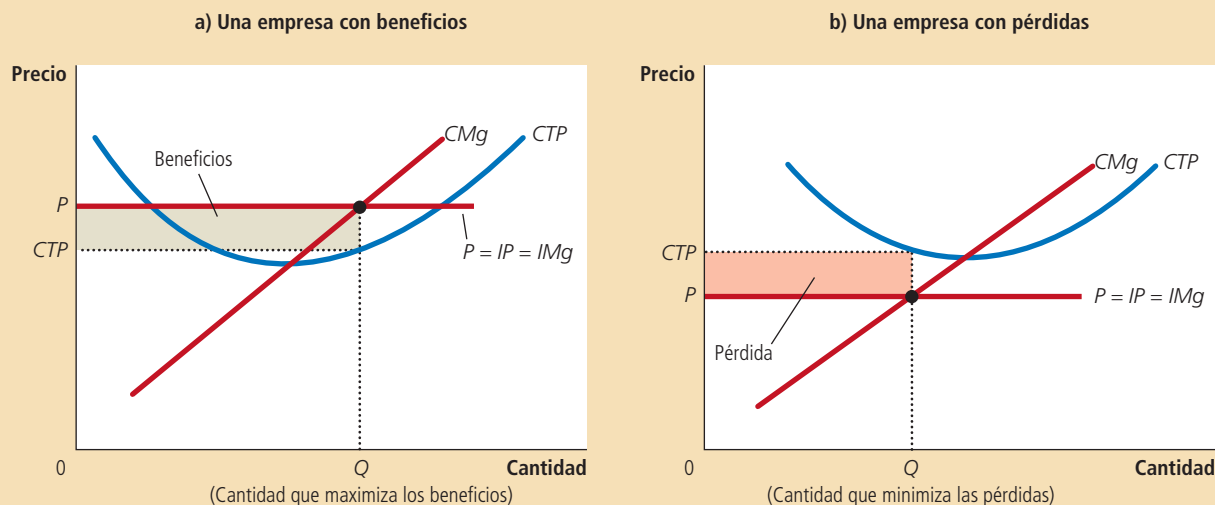 a) Una empresa con beneficios
Precio
CMg
CTP
Beneficios
P
CTP
P = IP = IMg
0
Q
Cantidad
(Cantidad que maximiza los beneficios)
b) Una empresa con pérdidas
Precio
CMg
CTP
CTP
P
P = IP = IMg
Pérdida
0
Q
Cantidad
(Cantidad que minimiza las pérdidas)